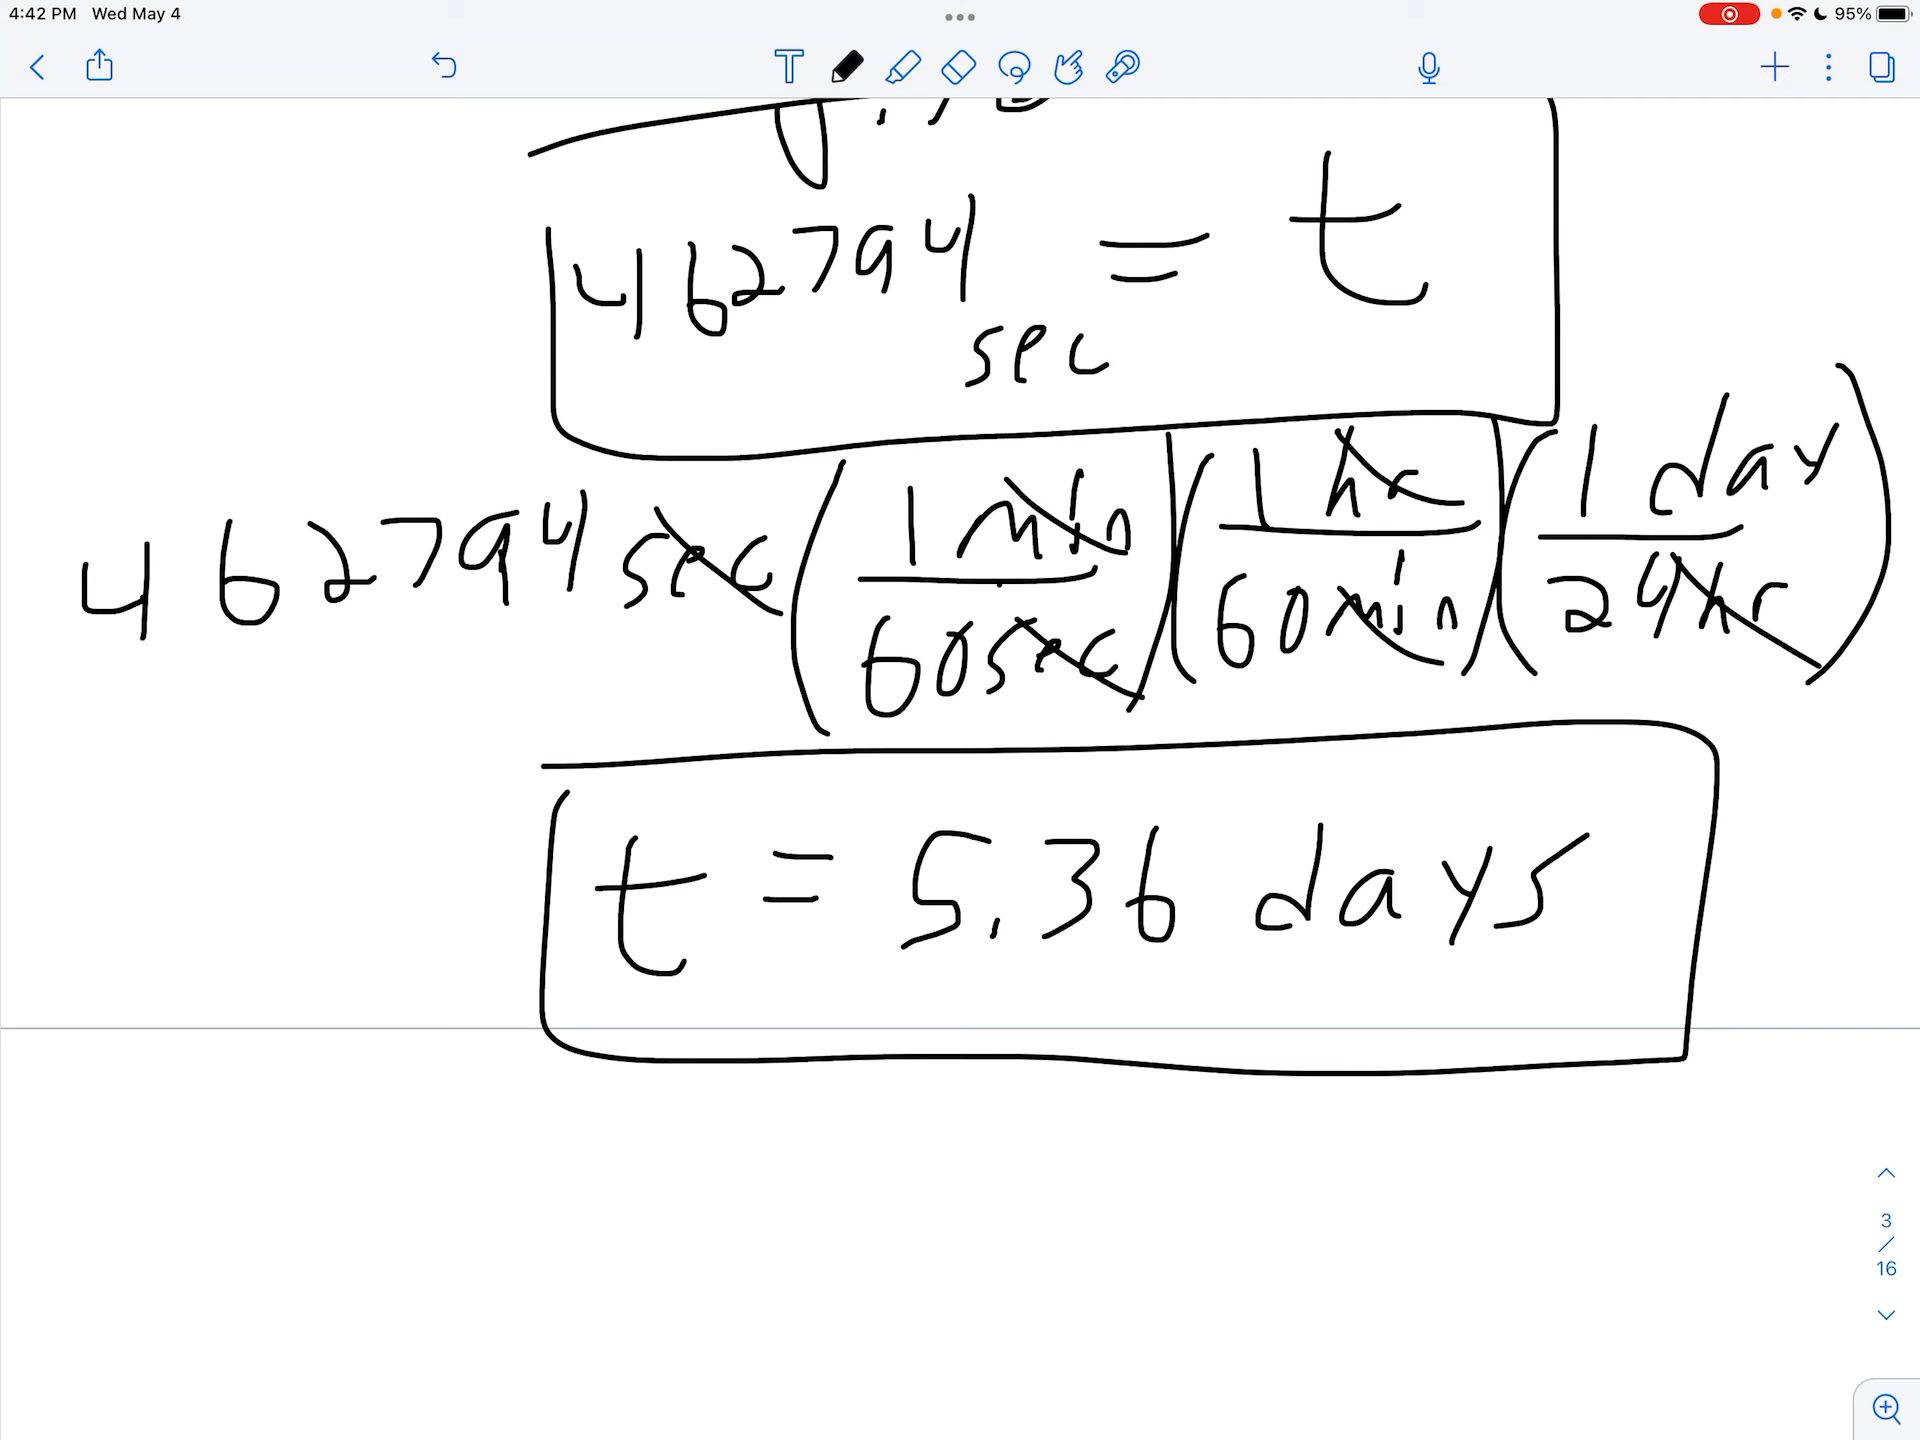 4:42 PM Wed May 4
95%
T
462794 = t
sec
462794 sec (1 min / 60 sec) (1 hr / 60 min) (1 day / 24 hr)
t = 5.36 days
3
/
16